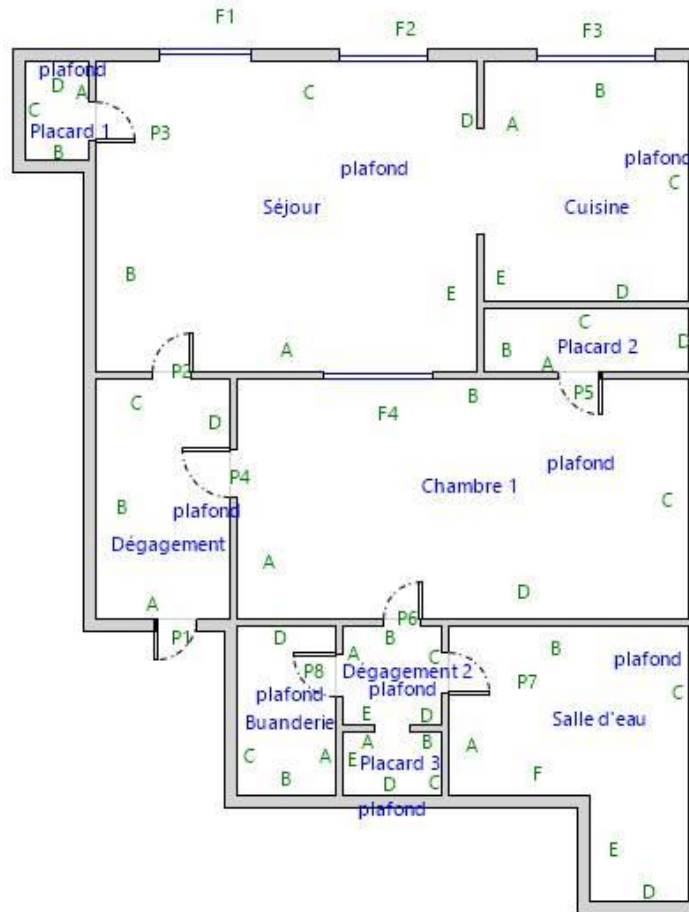 F1
F2
F3
plafond
D
A
C
Placard 1
B
P3
C
D
plafond
Séjour
B
E
A
B
A
plafond
C
Cuisine
E
D
C
B
Placard 2
D
A
P5
P2
C
D
P4
B
plafond
Dégagement
A
P1
F4
B
plafond
Chambre 1
C
A
D
P6
D
P8
plafond
Buanderie
C
A
B
B
A
C
Dégagement 2
plafond
E
D
A
B
E
Placard 3
D
C
plafond
B
plafond
P7
C
Salle d'eau
A
F
E
D